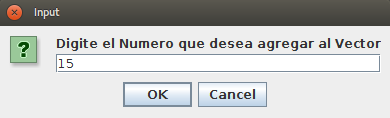 Input
Digite el Numero que desea agregar al Vector
15
OK
Cancel